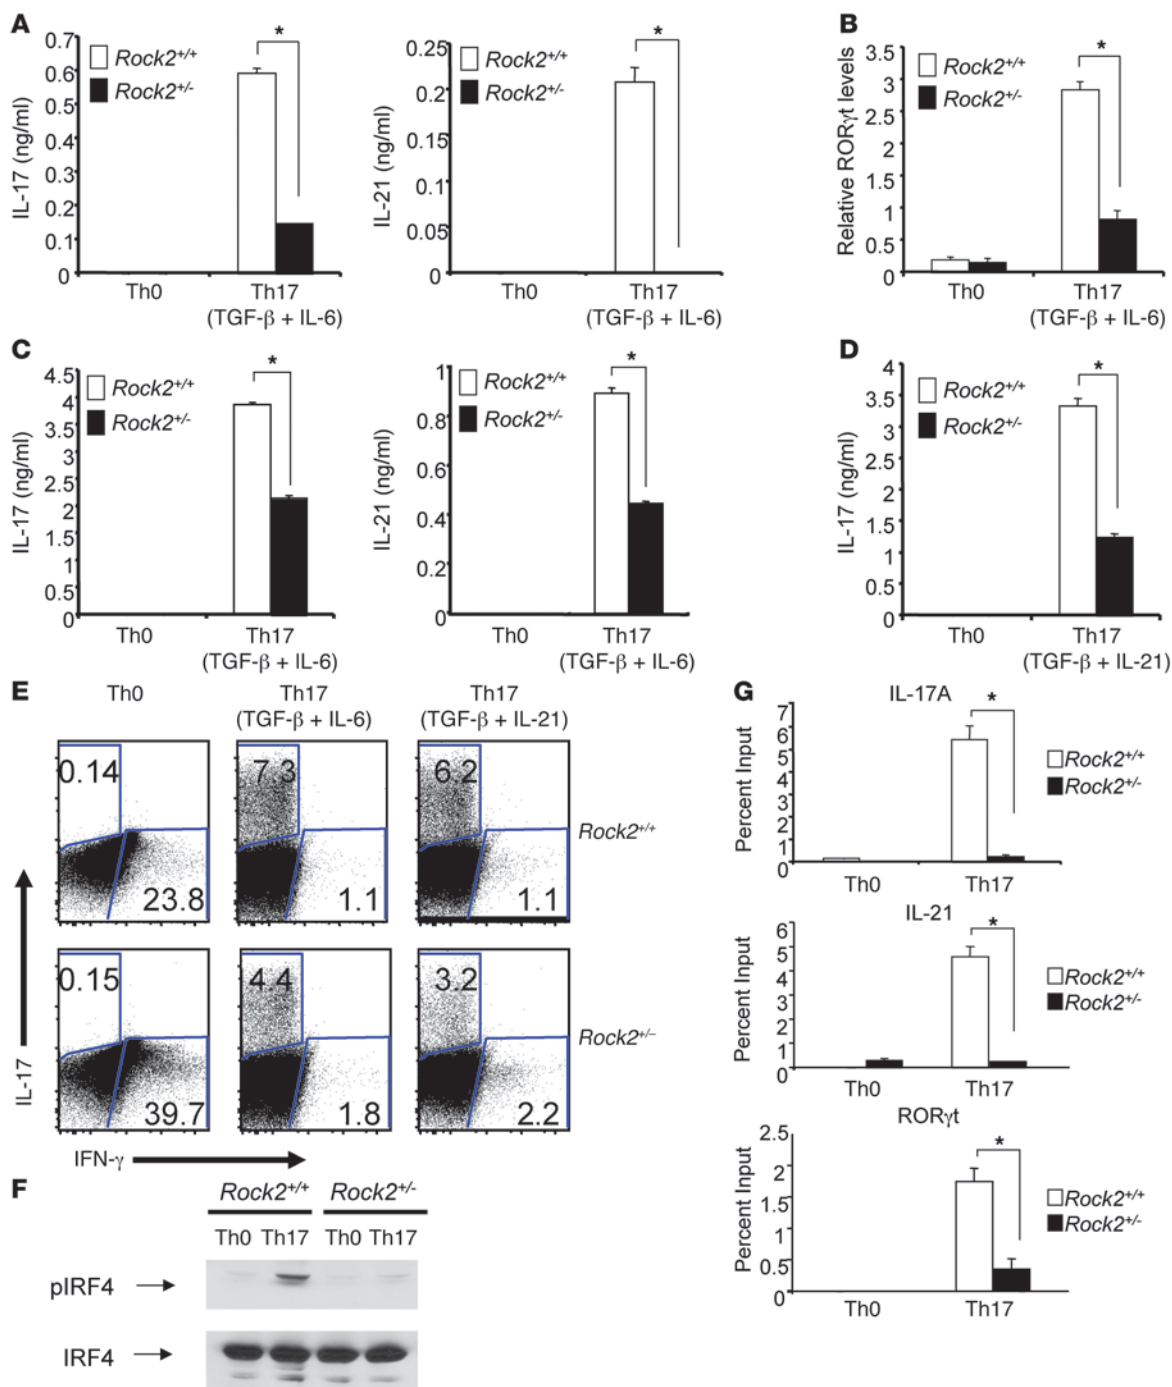 A
0.7
0.6
0.5
0.4
0.3
0.2
0.1
0
IL-17 (ng/ml)
Rock2+/+
Rock2+/-
*
Th0
Th17
(TGF-β + IL-6)
0.25
0.2
0.15
0.1
0.05
0
IL-21 (ng/ml)
Rock2+/+
Rock2+/-
*
Th0
Th17
(TGF-β + IL-6)
B
3.5
3
2.5
2
1.5
1
0.5
0
Relative RORγt levels
Rock2+/+
Rock2+/-
*
Th0
Th17
(TGF-β + IL-6)
C
4.5
4
3.5
3
2.5
2
1.5
1
0.5
0
IL-17 (ng/ml)
Rock2+/+
Rock2+/-
*
Th0
Th17
(TGF-β + IL-6)
1
0.8
0.6
0.4
0.2
0
IL-21 (ng/ml)
Rock2+/+
Rock2+/-
*
Th0
Th17
(TGF-β + IL-6)
D
4
3.5
3
2.5
2
1.5
1
0.5
0
IL-17 (ng/ml)
Rock2+/+
Rock2+/-
*
Th0
Th17
(TGF-β + IL-21)
E
Th0
Th17
(TGF-β + IL-6)
Th17
(TGF-β + IL-21)
0.14
23.8
7.3
1.1
6.2
1.1
Rock2+/+
0.15
39.7
4.4
1.8
3.2
2.2
Rock2+/-
IL-17
IFN-γ
F
Rock2+/+
Rock2+/-
Th0 Th17 Th0 Th17
pIRF4
IRF4
G
IL-17A
7
6
5
4
3
2
1
0
Percent Input
*
Rock2+/+
Rock2+/-
Th0
Th17
IL-21
6
5
4
3
2
1
0
Percent Input
*
Rock2+/+
Rock2+/-
Th0
Th17
RORγt
2.5
2
1.5
1
0.5
0
Percent Input
*
Rock2+/+
Rock2+/-
Th0
Th17